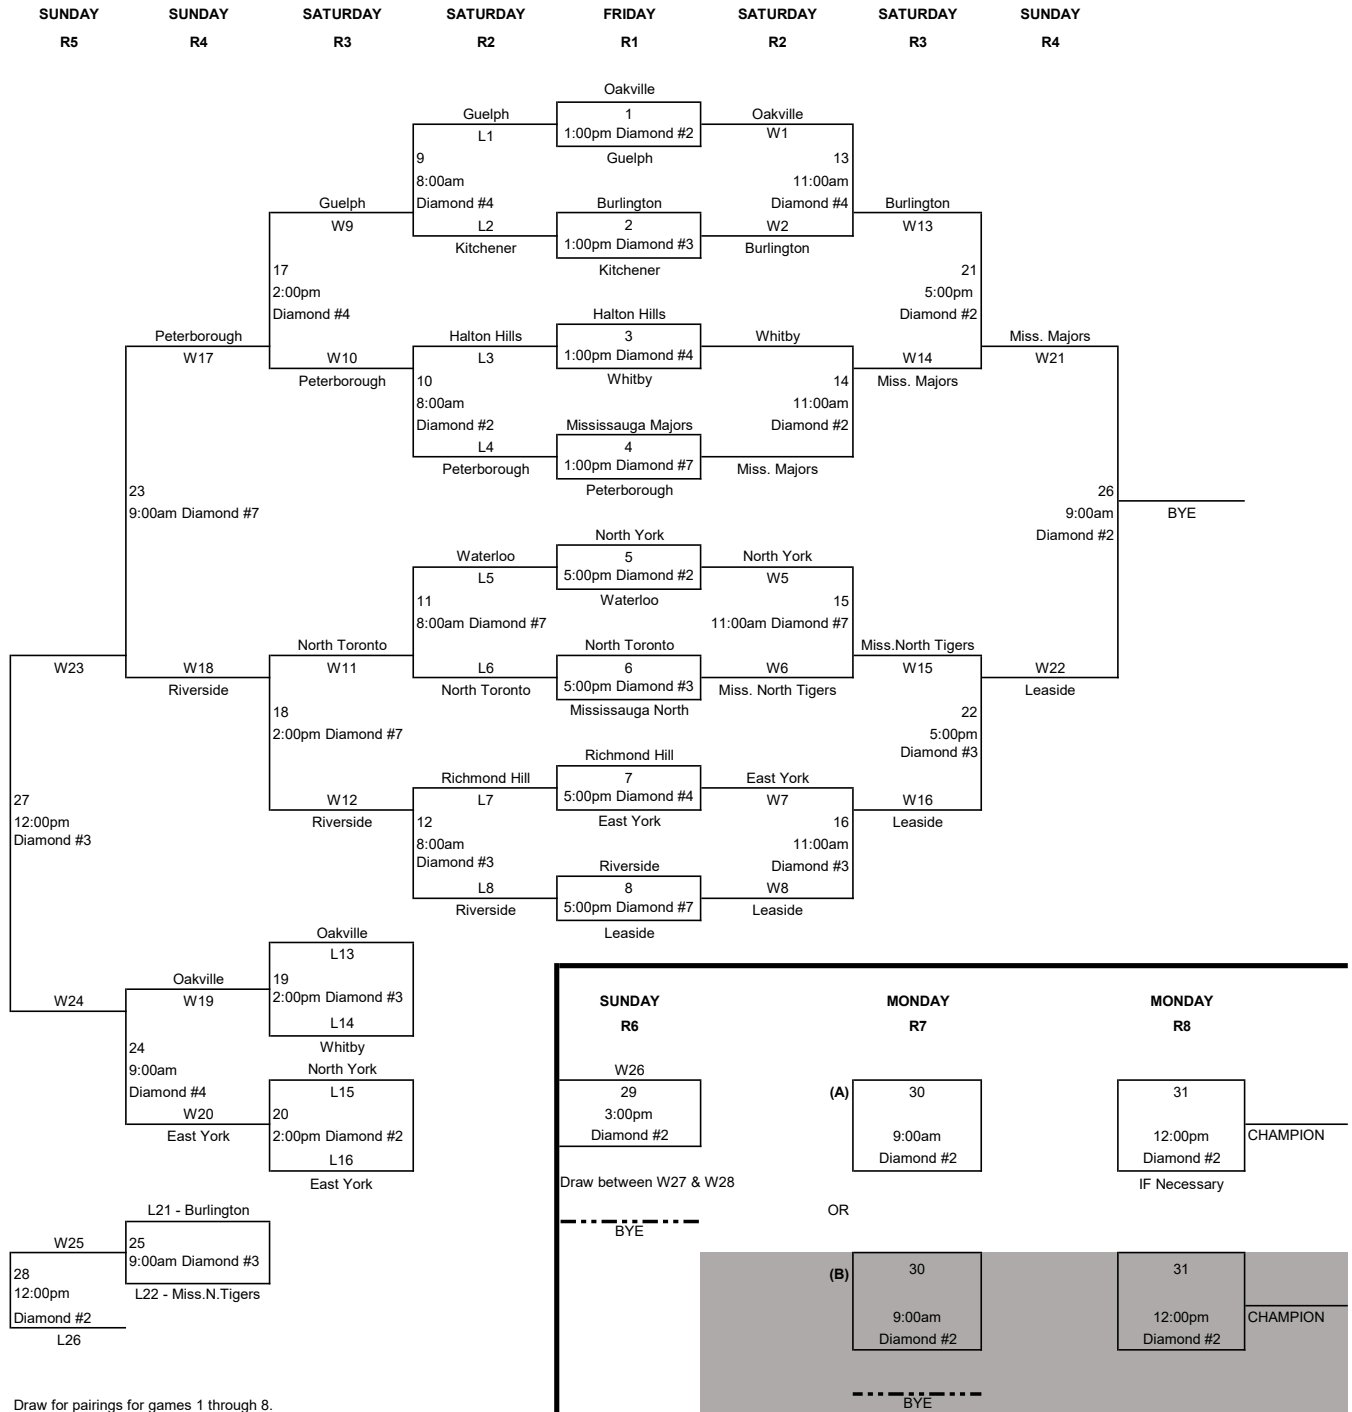 SUNDAY SUNDAY SATURDAY SATURDAY FRIDAY SATURDAY SATURDAY SUNDAY
R5 R4 R3 R2 R1 R2 R3 R4
Oakville
Guelph 1 Oakville
L1 1:00pm Diamond #2 W1
9 Guelph 13
8:00am 11:00am
Guelph Diamond #4 Burlington Diamond #4 Burlington
W9 L2 2 W2 W13
Kitchener 1:00pm Diamond #3 Burlington
17 Kitchener 21
2:00pm 5:00pm
Diamond #4 Halton Hills Diamond #2
Peterborough Halton Hills 3 Whitby Miss. Majors
W17 W10 L3 1:00pm Diamond #4 W14 W21
Peterborough 10 Whitby 14 Miss. Majors
8:00am 11:00am
Diamond #2 Mississauga Majors Diamond #2
L4 4
Peterborough 1:00pm Diamond #7 Miss. Majors
23 Peterborough 26
9:00am Diamond #7 9:00am BYE
North York Diamond #2
Waterloo 5 North York
L5 5:00pm Diamond #2 W5
11 Waterloo 15
8:00am Diamond #7 11:00am Diamond #7
North Toronto North Toronto Miss.North Tigers
W23 W18 W11 L6 6 W6 W15 W22
Riverside North Toronto 5:00pm Diamond #3 Miss. North Tigers Leaside
18 Mississauga North 22
2:00pm Diamond #7 5:00pm
Richmond Hill Diamond #3
Richmond Hill 7 East York
27 W12 L7 5:00pm Diamond #4 W7 W16
12:00pm Riverside 12 East York 16 Leaside
Diamond #3 8:00am 11:00am
Diamond #3 Riverside Diamond #3
L8 8 W8
Riverside 5:00pm Diamond #7 Leaside
Oakville Leaside
L13
Oakville 19
W24 W19 2:00pm Diamond #3 SUNDAY MONDAY MONDAY
L14 R6 R7 R8
24 Whitby
9:00am North York W26
Diamond #4 L15 29 (A) 30 31
W20 20 3:00pm
East York 2:00pm Diamond #2 Diamond #2 9:00am 12:00pm CHAMPION
L16 Diamond #2 Diamond #2
East York Draw between W27 & W28 IF Necessary
L21 - Burlington OR
BYE
W25 25
9:00am Diamond #3
28 (B) 30 31
12:00pm L22 - Miss.N.Tigers
Diamond #2 9:00am 12:00pm CHAMPION
L26 Diamond #2 Diamond #2
Draw for pairings for games 1 through 8. BYE